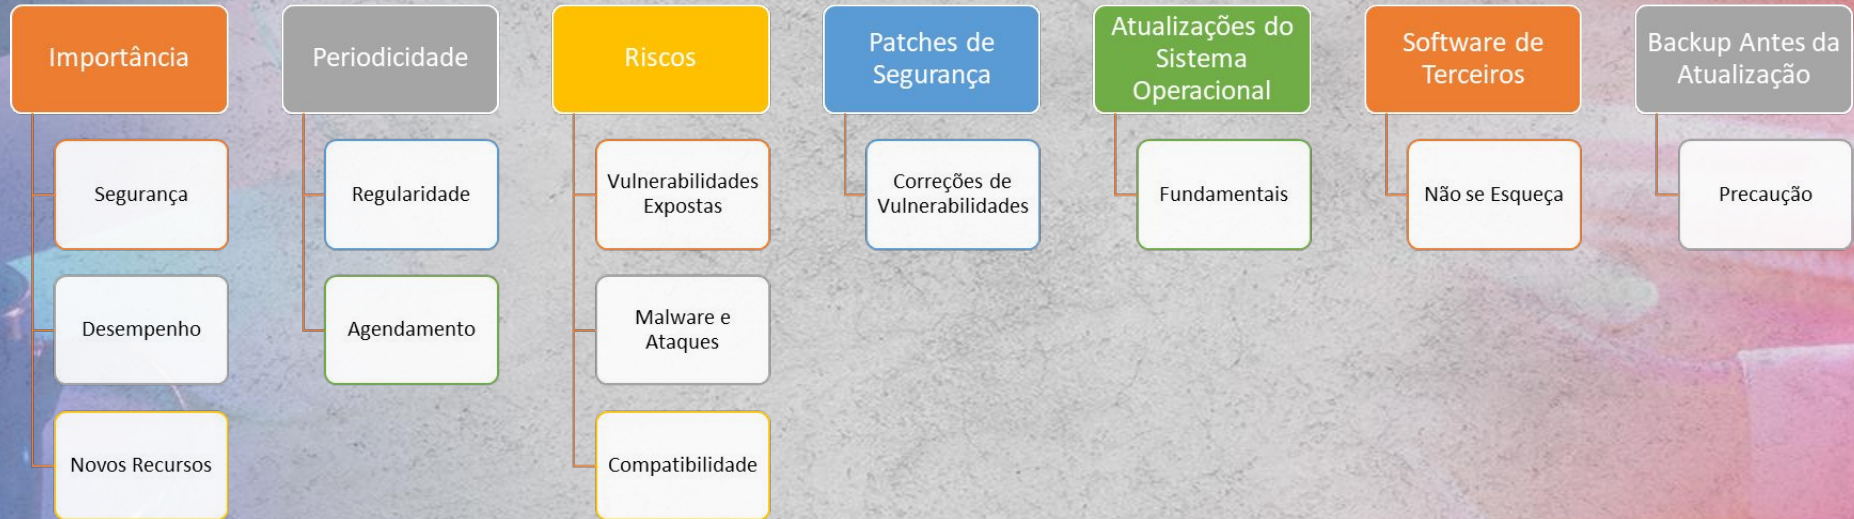 Importância
Segurança
Desempenho
Novos Recursos
Periodicidade
Regularidade
Agendamento
Riscos
Vulnerabilidades
Expostas
Malware e
Ataques
Compatibilidade
Patches de
Segurança
Correções de
Vulnerabilidades
Atualizações do
Sistema
Operacional
Fundamentais
Software de
Terceiros
Não se Esqueça
Backup Antes da
Atualização
Precaução